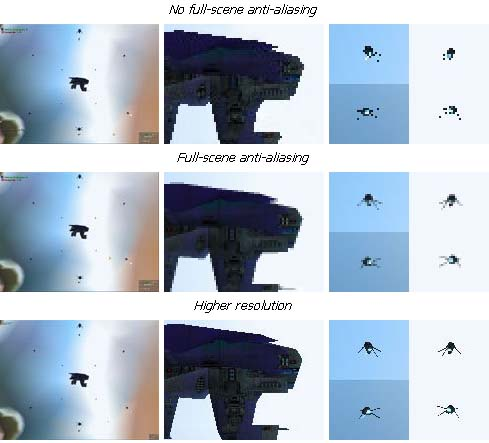 No full-scene anti-aliasing
Full-scene anti-aliasing
Higher resolution